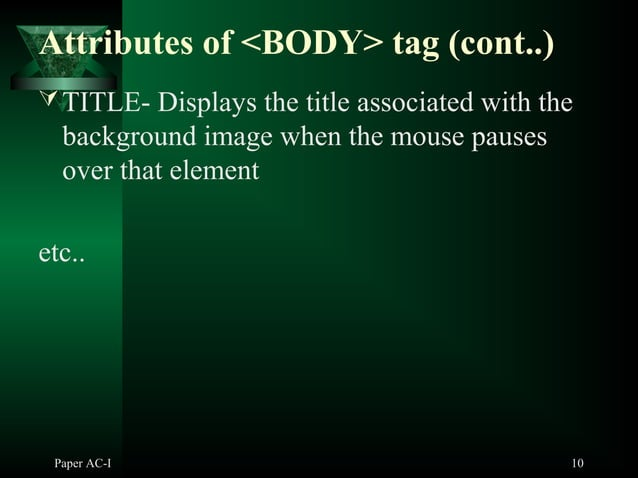 Attributes of <BODY> tag (cont..)
TITLE- Displays the title associated with the
background image when the mouse pauses
over that element
etc..
Paper AC-I
10